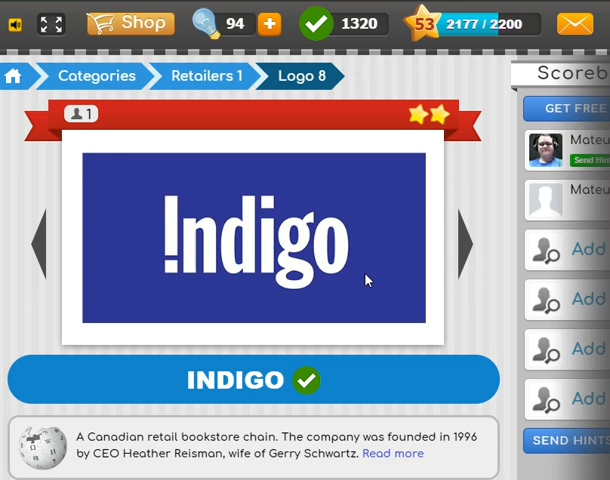 Shop
94
1320
53
2177 / 2200
Categories
Retailers 1
Logo 8
Scoreb
1
GET FREE
Mateu
Send Hin
Mateu
!ndigo
Add
Add
Add
Add
INDIGO
SEND HINTS
A Canadian retail bookstore chain. The company was founded in 1996
by CEO Heather Reisman, wife of Gerry Schwartz. Read more